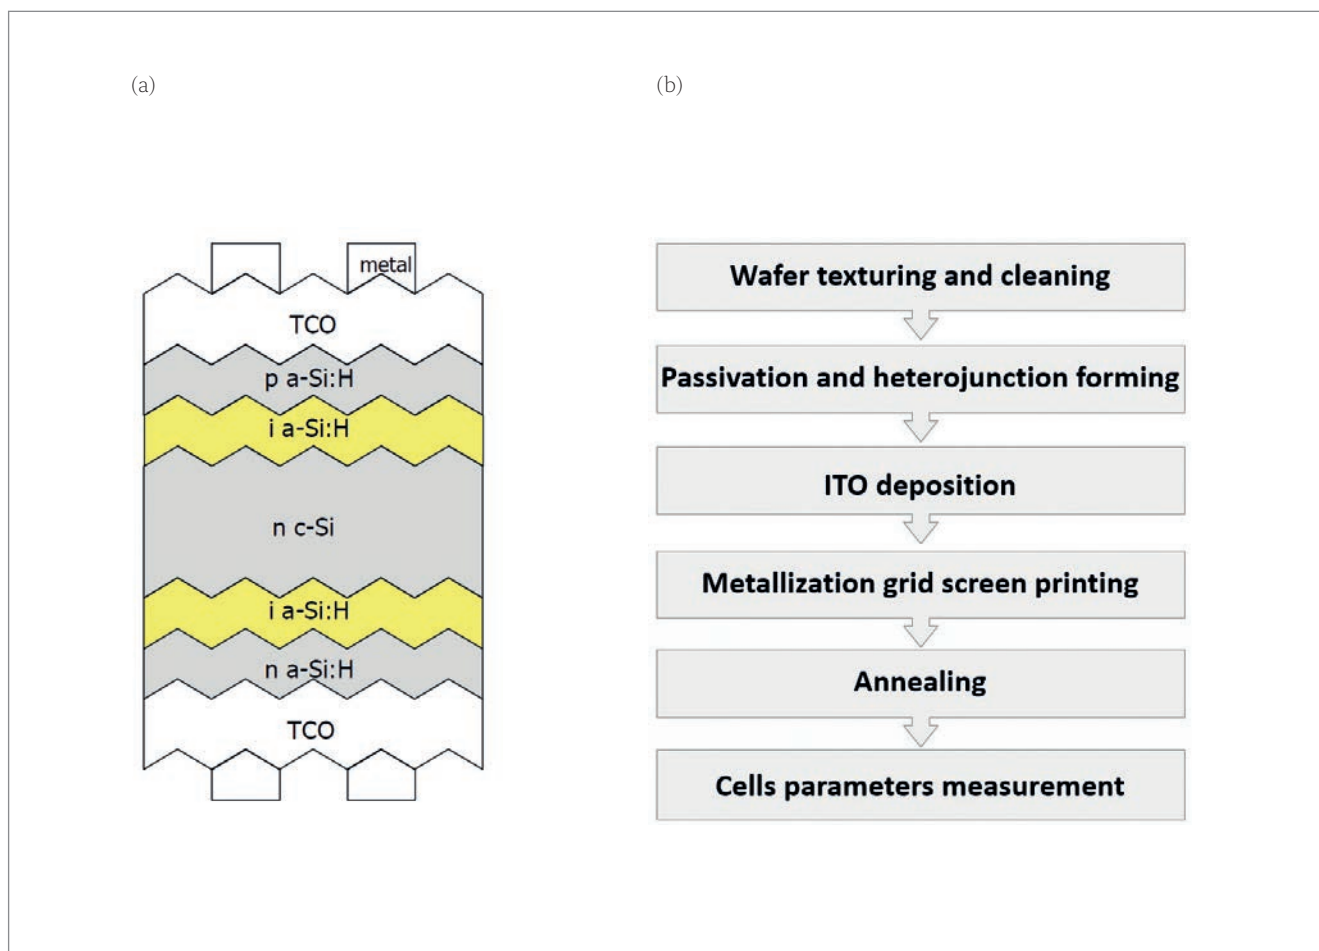 (a)
metal
TCO
p a-Si:H
i a-Si:H
n c-Si
i a-Si:H
n a-Si:H
TCO
(b)
Wafer texturing and cleaning
Passivation and heterojunction forming
ITO deposition
Metallization grid screen printing
Annealing
Cells parameters measurement